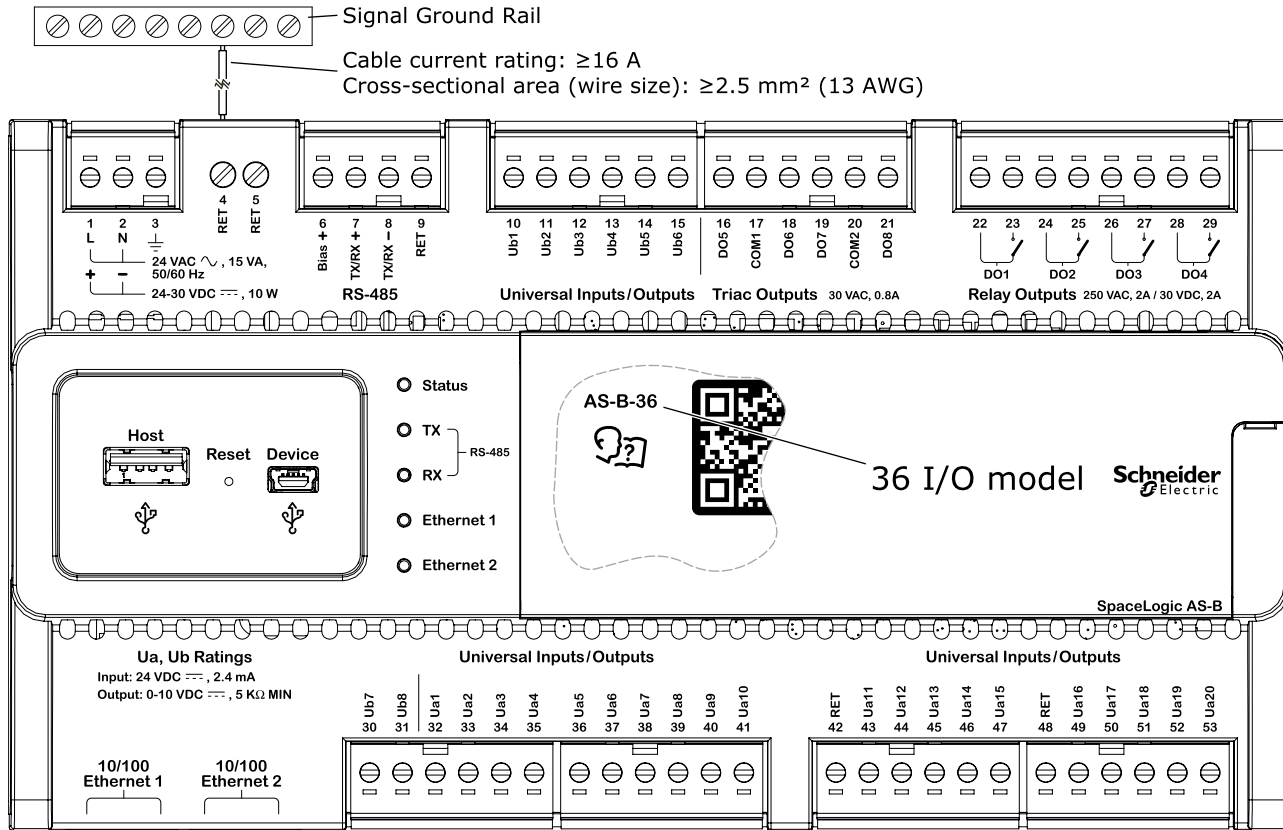 Signal Ground Rail
Cable current rating: ≥16 A
Cross-sectional area (wire size): ≥2.5 mm² (13 AWG)
1 2 3
L N
4 RET
5 RET
6 Bias +
7 TX/RX +
8 TX/RX −
9 RET
Ub1 10
Ub2 11
Ub3 12
Ub4 13
Ub5 14
Ub6 15
DO5 16
COM1 17
DO6 18
DO7 19
COM2 20
DO8 21
22 23 24 25 26 27 28 29
DO1 DO2 DO3 DO4
24 VAC ∿, 15 VA,
50/60 Hz
+ −
24-30 VDC ⎓, 10 W
RS-485
Universal Inputs/Outputs
Triac Outputs 30 VAC, 0.8A
Relay Outputs 250 VAC, 2A / 30 VDC, 2A
Host
Reset
Device
Status
TX
RX
RS-485
Ethernet 1
Ethernet 2
AS-B-36
?
36 I/O model
Schneider
Electric
SpaceLogic AS-B
Ua, Ub Ratings
Input: 24 VDC ⎓, 2.4 mA
Output: 0-10 VDC ⎓, 5 KΩ MIN
Universal Inputs/Outputs
Universal Inputs/Outputs
30 Ub7
31 Ub8
32 Ua1
33 Ua2
34 Ua3
35 Ua4
36 Ua5
37 Ua6
38 Ua7
39 Ua8
40 Ua9
41 Ua10
42 RET
43 Ua11
44 Ua12
45 Ua13
46 Ua14
47 Ua15
48 RET
49 Ua16
50 Ua17
51 Ua18
52 Ua19
53 Ua20
10/100
Ethernet 1
10/100
Ethernet 2